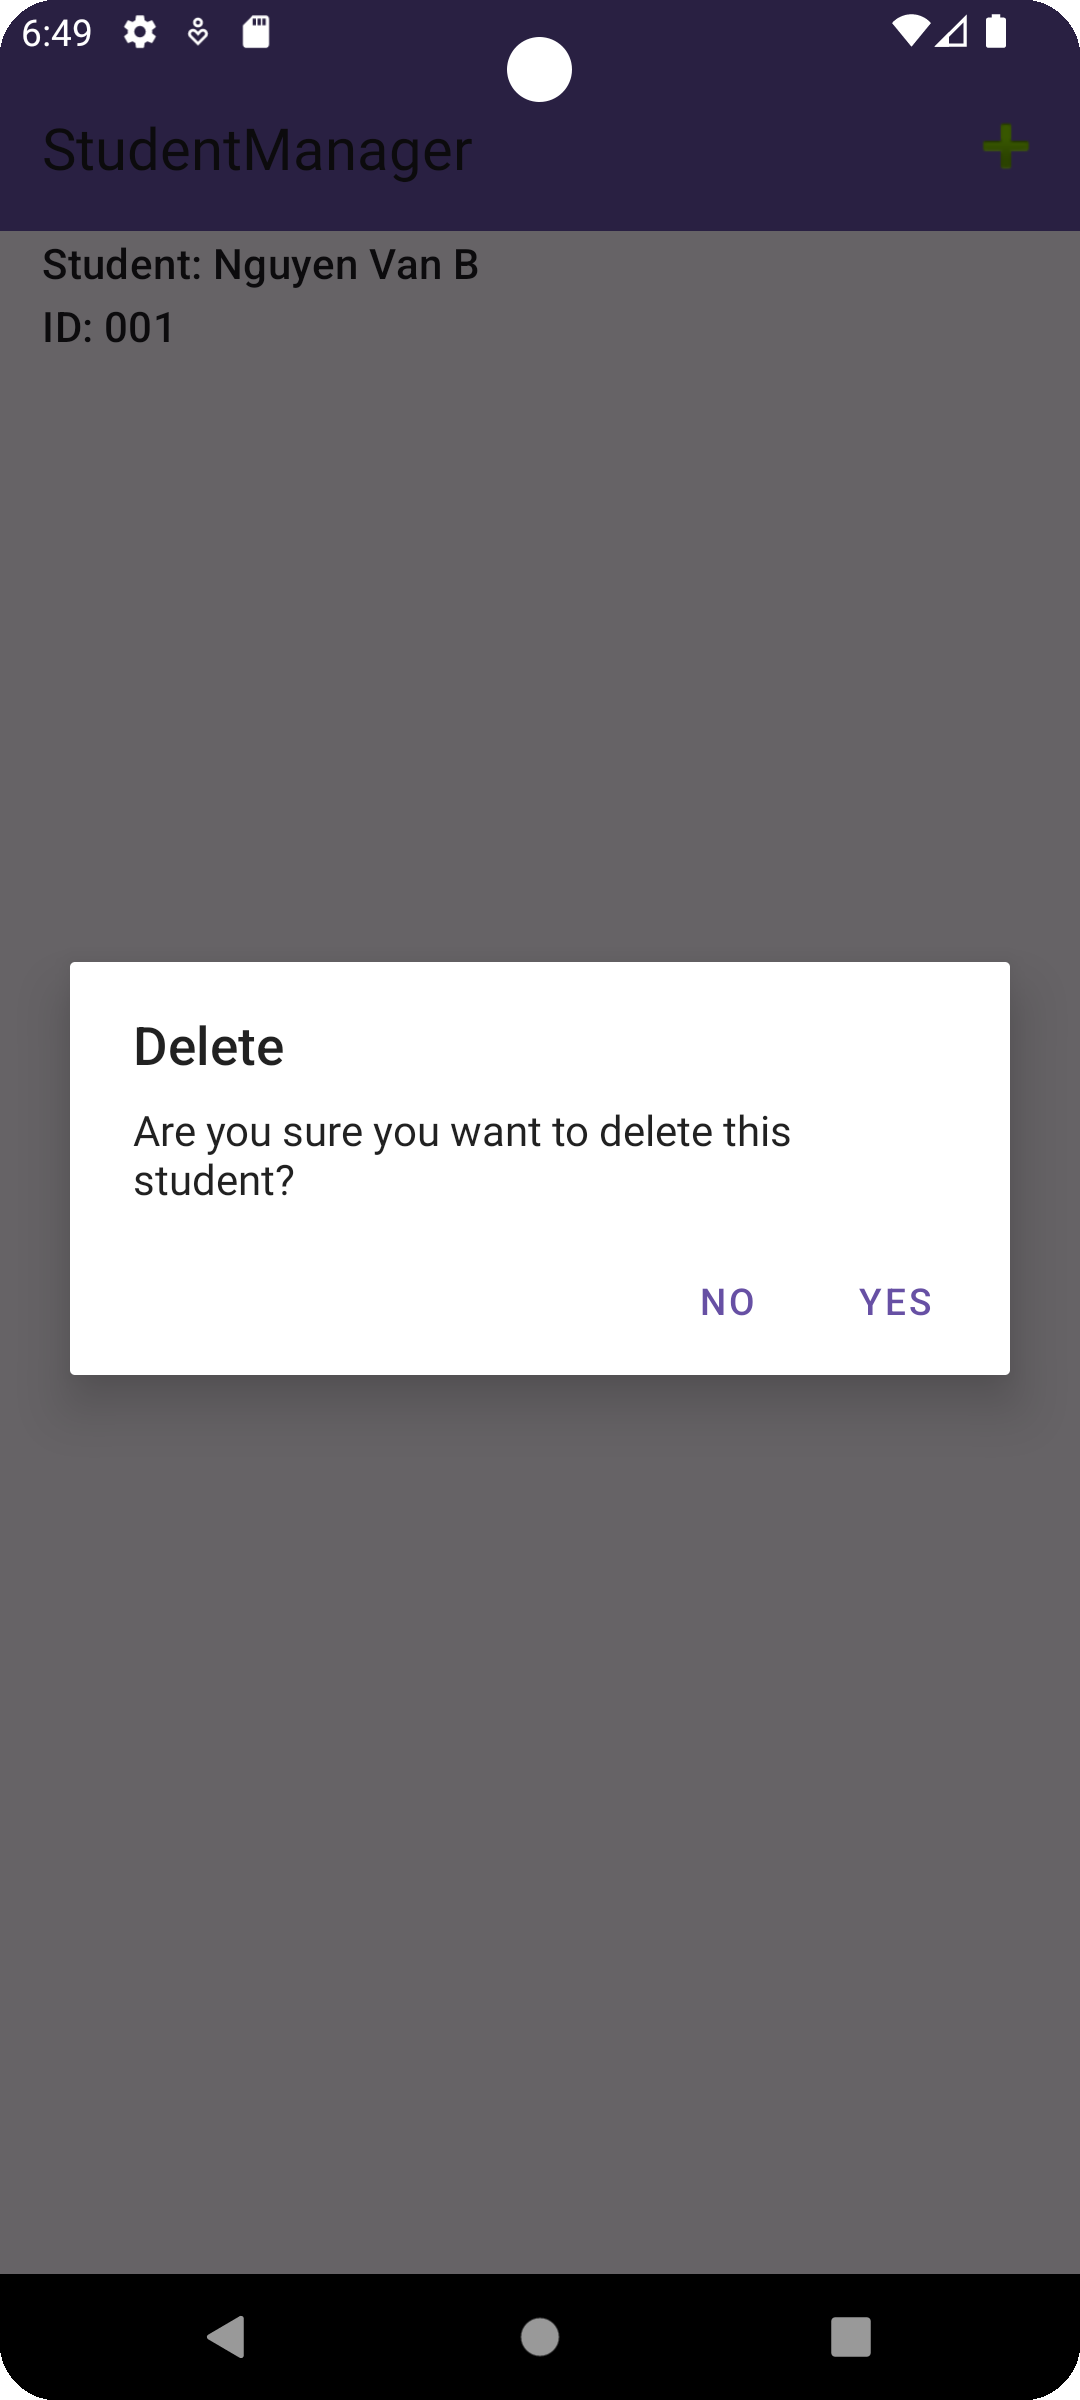 6:49
StudentManager
Student: Nguyen Van B
ID: 001
Delete
Are you sure you want to delete this
student?
NO YES